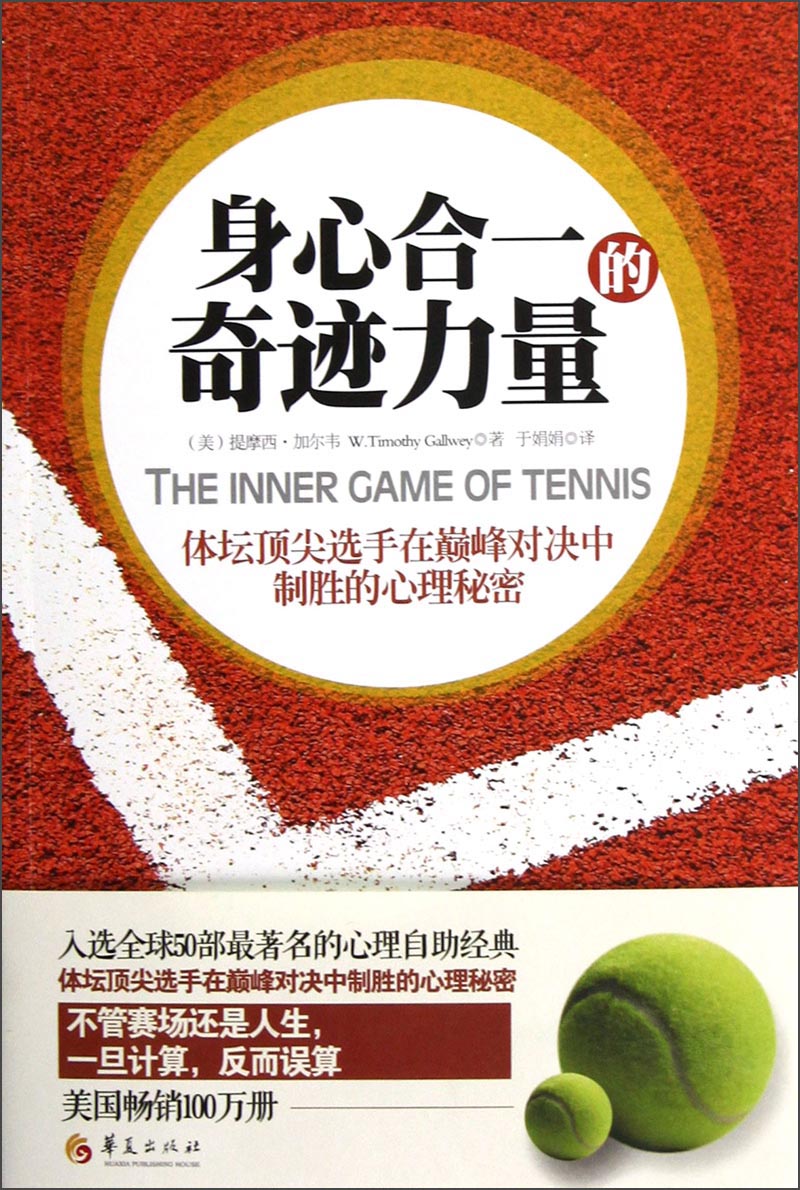 身心合一的
奇迹力量
（美）提摩西·加尔韦 W.Timothy Gallwey◎著 于娟娟◎译
THE INNER GAME OF TENNIS
体坛顶尖选手在巅峰对决中
制胜的心理秘密
入选全球50部最著名的心理自助经典
体坛顶尖选手在巅峰对决中制胜的心理秘密
不管赛场还是人生，
一旦计算，反而误算
美国畅销100万册
华夏出版社
HUAXIA PUBLISHING HOUSE